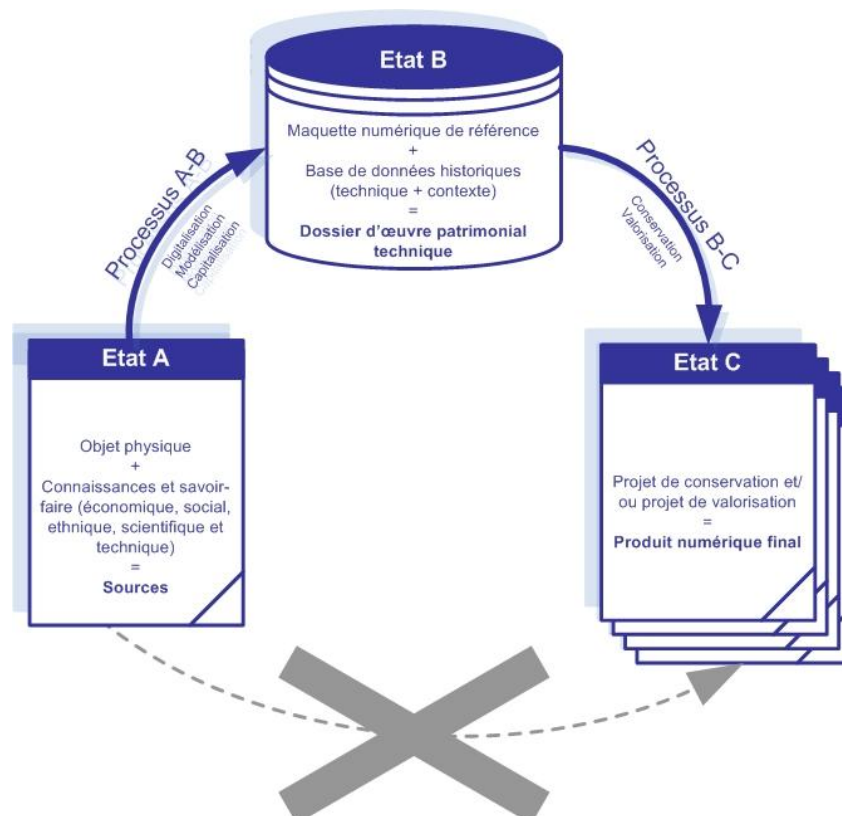 Etat B
Maquette numérique de référence
+
Base de données historiques
(technique + contexte)
=
Dossier d'œuvre patrimonial
technique
Processus A-B
Digitalisation
Modélisation
Capitalisation
Processus B-C
Conservation
Valorisation
Etat A
Objet physique
+
Connaissances et savoir-
faire (économique, social,
ethnique, scientifique et
technique)
=
Sources
Etat C
Projet de conservation et/
ou projet de valorisation
=
Produit numérique final